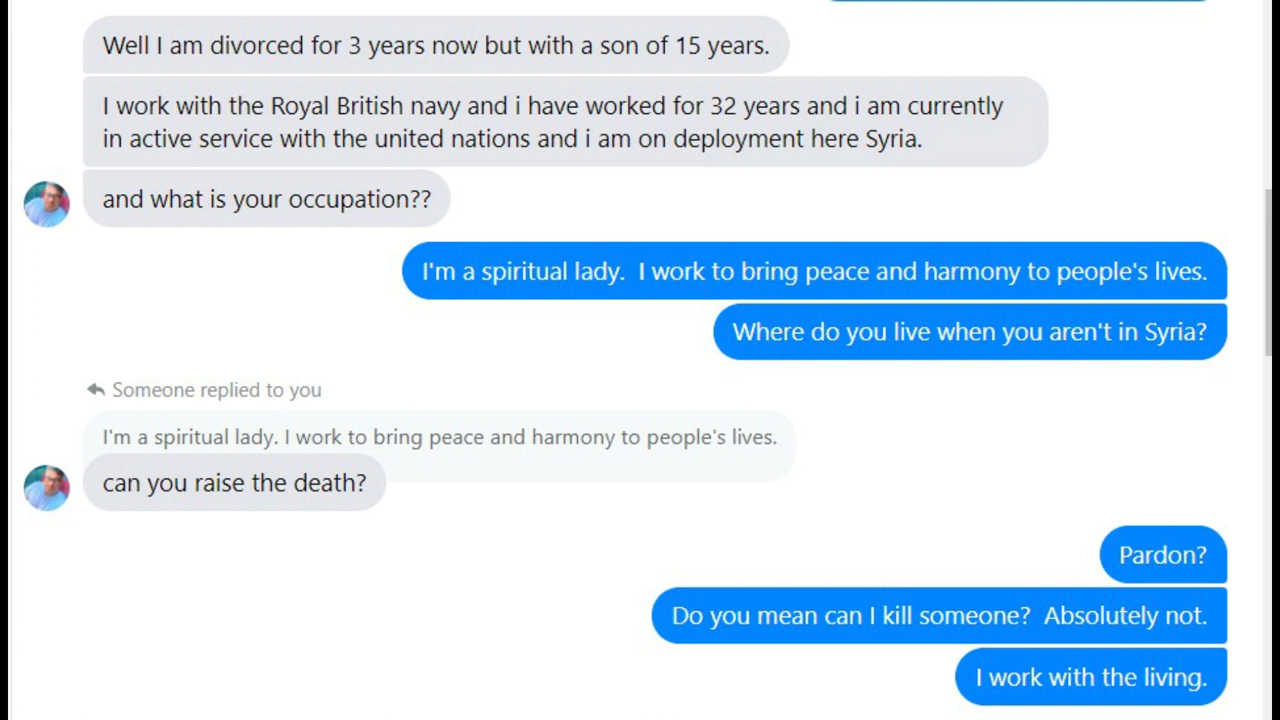 Well I am divorced for 3 years now but with a son of 15 years.
I work with the Royal British navy and i have worked for 32 years and i am currently
in active service with the united nations and i am on deployment here Syria.
and what is your occupation??
I'm a spiritual lady.  I work to bring peace and harmony to people's lives.
Where do you live when you aren't in Syria?
Someone replied to you
I'm a spiritual lady. I work to bring peace and harmony to people's lives.
can you raise the death?
Pardon?
Do you mean can I kill someone?  Absolutely not.
I work with the living.